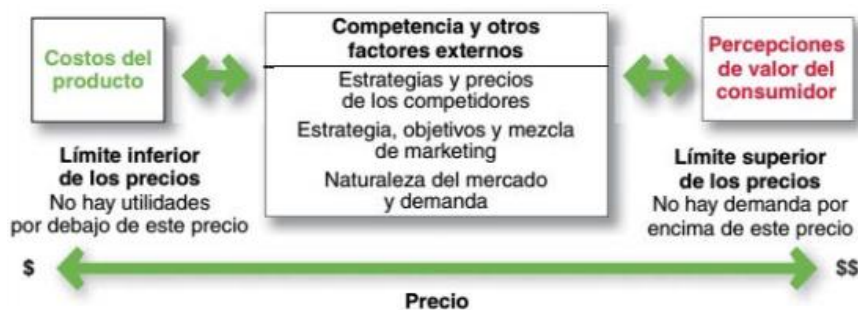 Costos del
producto
Límite inferior
de los precios
No hay utilidades
por debajo de este precio
Competencia y otros
factores externos
Estrategias y precios
de los competidores
Estrategia, objetivos y mezcla
de marketing
Naturaleza del mercado
y demanda
Percepciones
de valor del
consumidor
Límite superior
de los precios
No hay demanda por
encima de este precio
$
$$
Precio